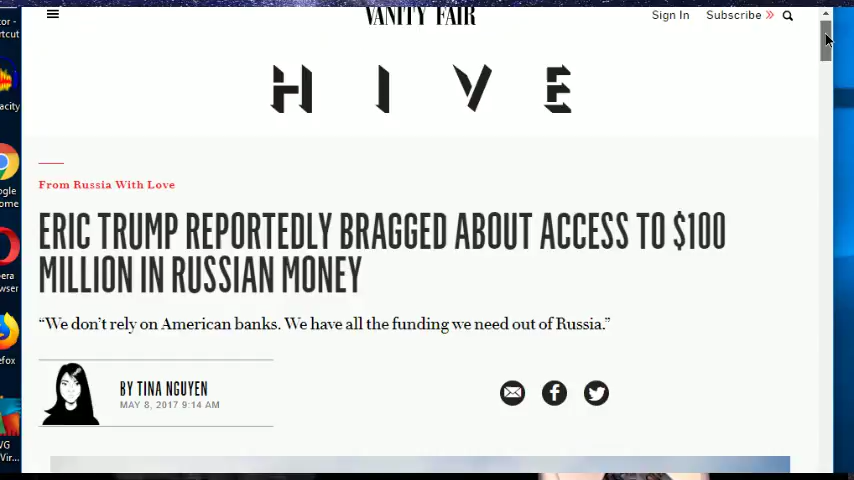 VANITY FAIR
Sign In Subscribe »
H I V E
From Russia With Love
ERIC TRUMP REPORTEDLY BRAGGED ABOUT ACCESS TO $100
MILLION IN RUSSIAN MONEY
“We don’t rely on American banks. We have all the funding we need out of Russia.”
BY TINA NGUYEN
MAY 8, 2017 9:14 AM